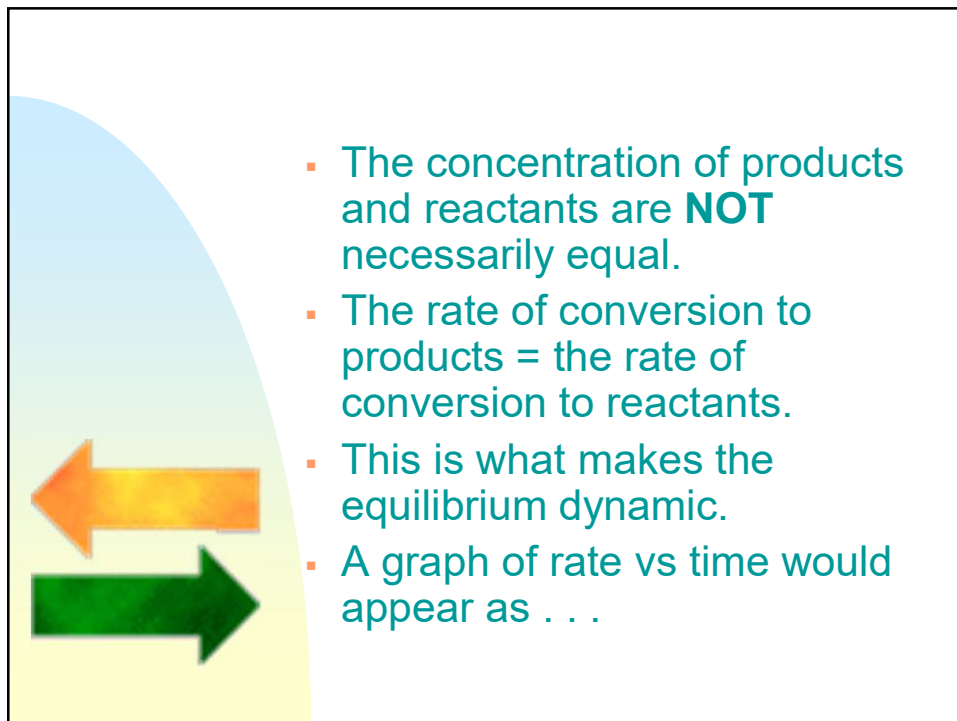 ▪ The concentration of products
and reactants are NOT
necessarily equal.
▪ The rate of conversion to
products = the rate of
conversion to reactants.
▪ This is what makes the
equilibrium dynamic.
▪ A graph of rate vs time would
appear as . . .